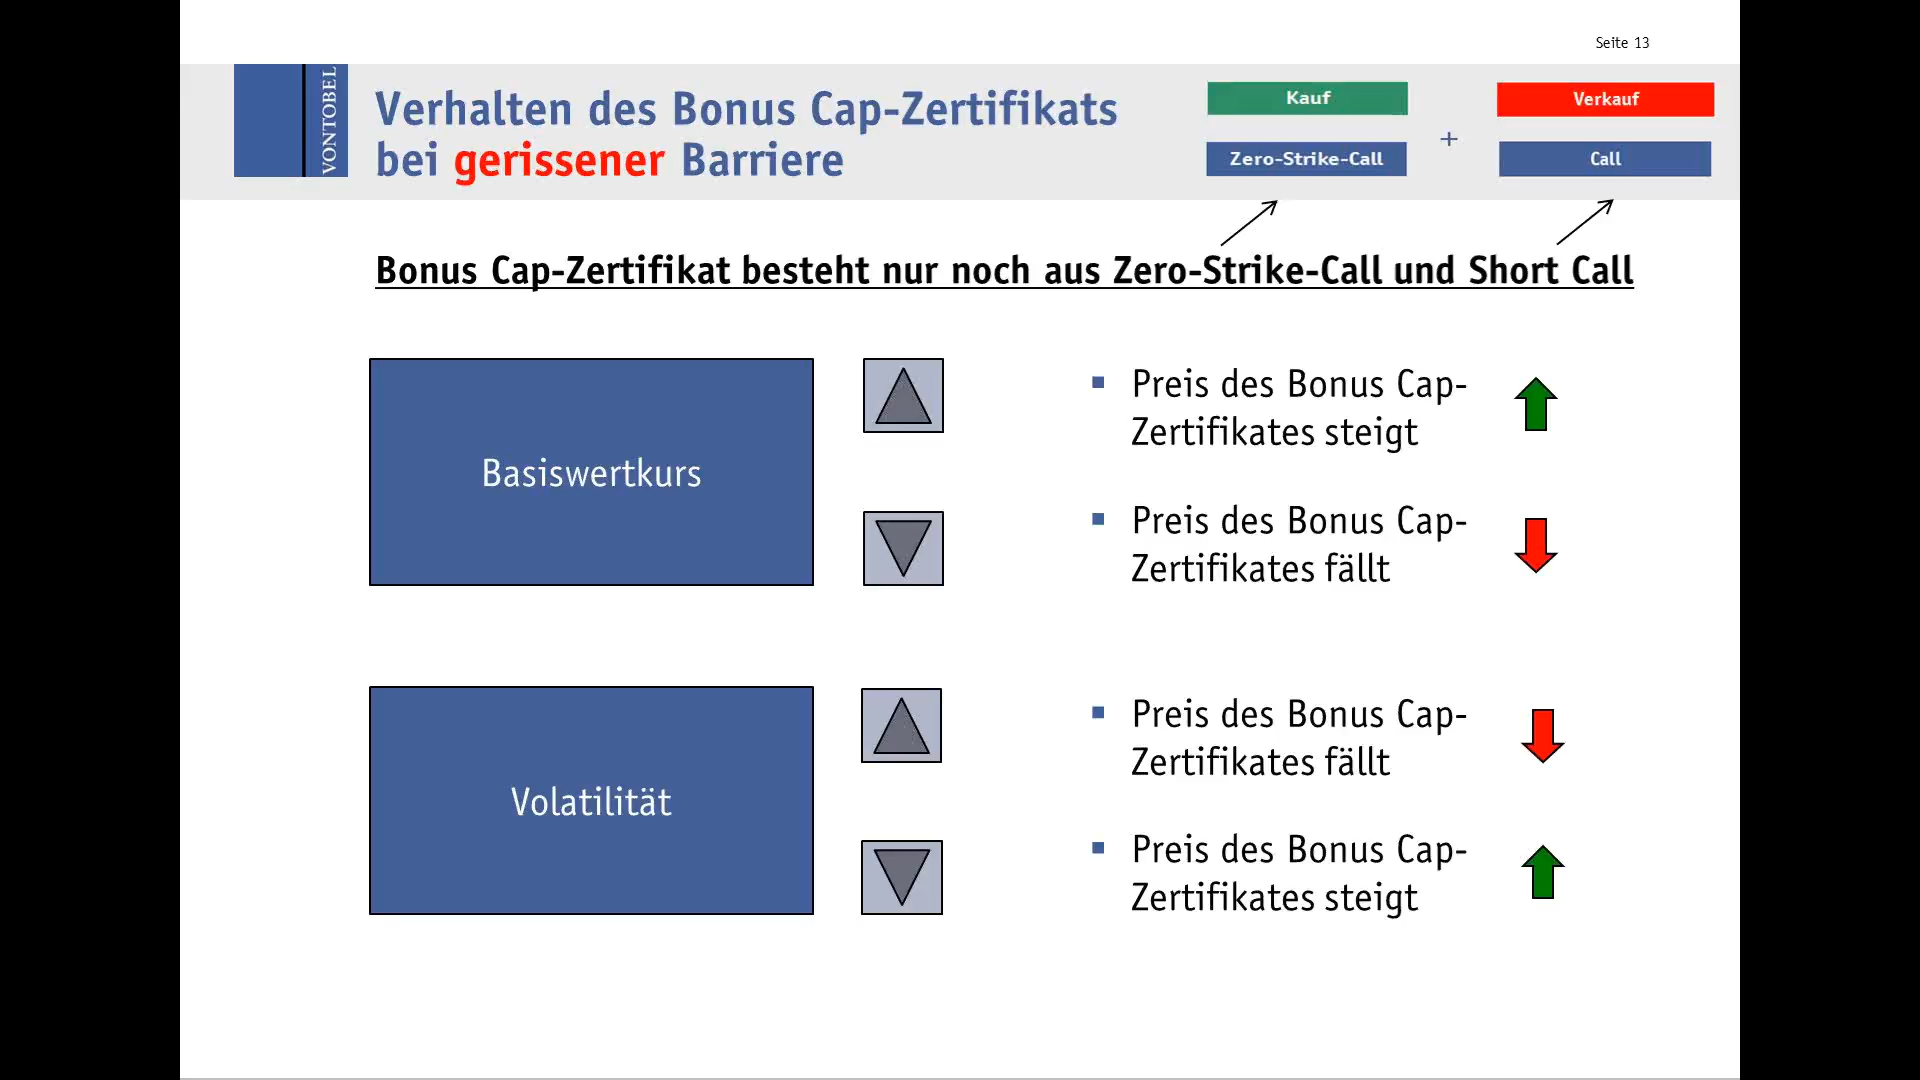 Seite 13
VONTOBEL
Verhalten des Bonus Cap-Zertifikats
bei gerissener Barriere
Kauf
Verkauf
+
Zero-Strike-Call
Call
Bonus Cap-Zertifikat besteht nur noch aus Zero-Strike-Call und Short Call
Basiswertkurs
▪ Preis des Bonus Cap-
Zertifikates steigt
▪ Preis des Bonus Cap-
Zertifikates fällt
Volatilität
▪ Preis des Bonus Cap-
Zertifikates fällt
▪ Preis des Bonus Cap-
Zertifikates steigt